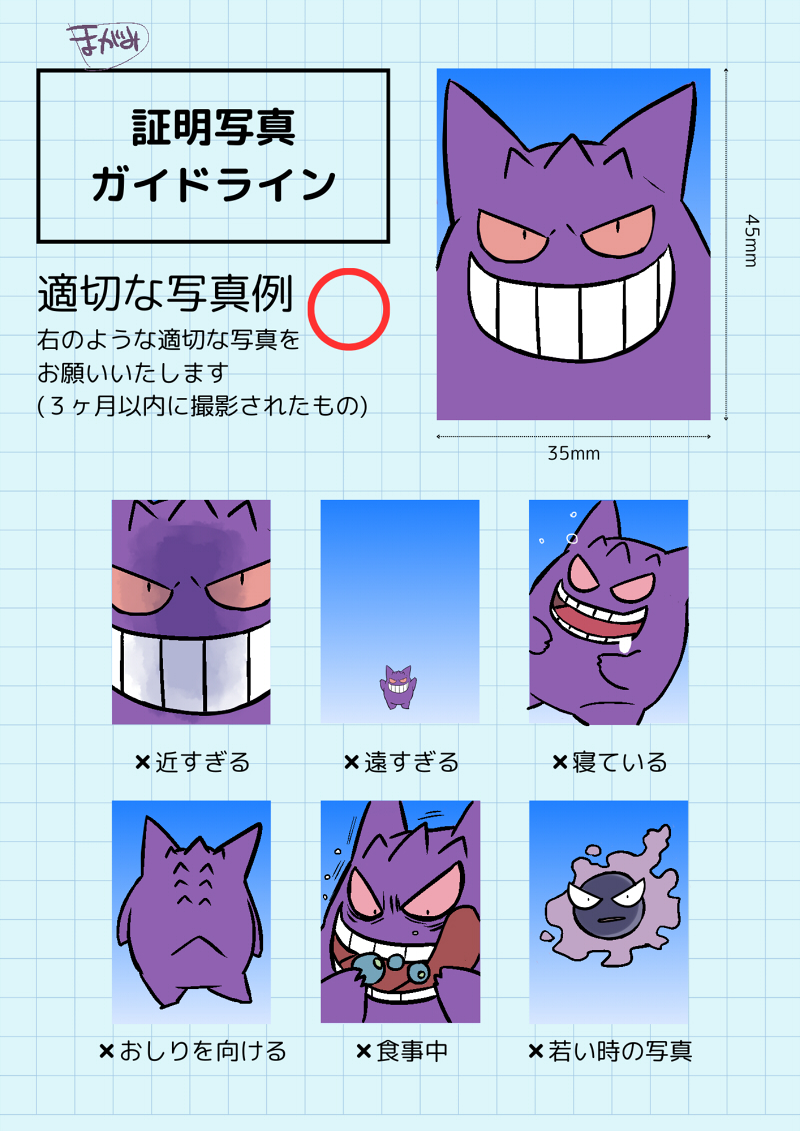 まがみ
証明写真
ガイドライン
適切な写真例
右のような適切な写真を
お願いいたします
(３ヶ月以内に撮影されたもの)
45mm
35mm
×近すぎる
×遠すぎる
×寝ている
×おしりを向ける
×食事中
×若い時の写真